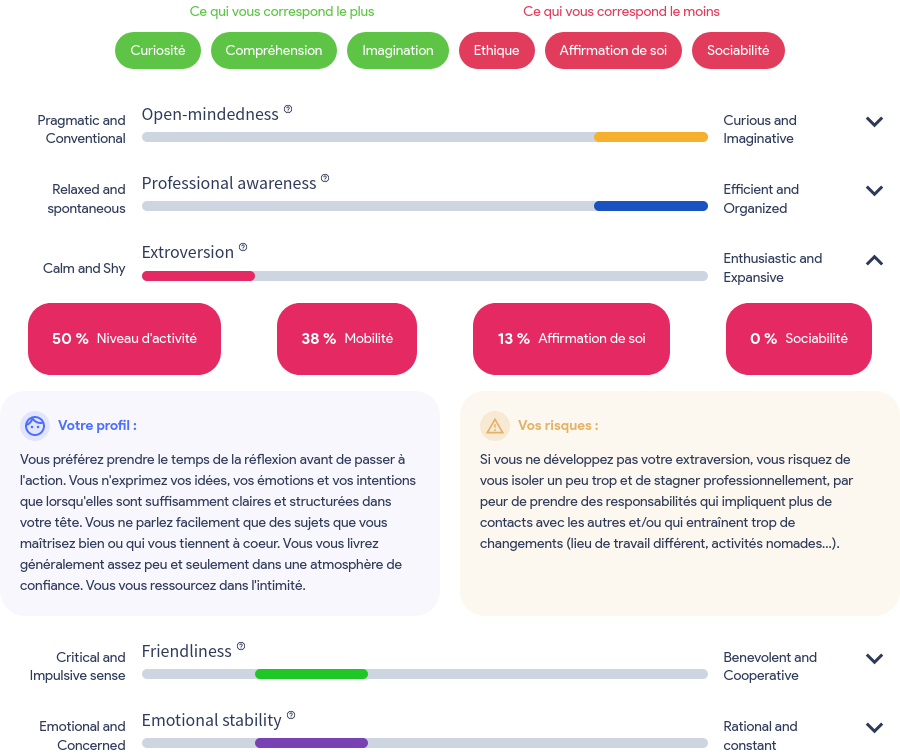 Ce qui vous correspond le plus
Ce qui vous correspond le moins
Curiosité
Compréhension
Imagination
Ethique
Affirmation de soi
Sociabilité
Pragmatic and
Conventional
Open-mindedness
Curious and
Imaginative
Relaxed and
spontaneous
Professional awareness
Efficient and
Organized
Calm and Shy
Extroversion
Enthusiastic and
Expansive
50 % Niveau d'activité
38 % Mobilité
13 % Affirmation de soi
0 % Sociabilité
Votre profil :
Vous préférez prendre le temps de la réflexion avant de passer à
l'action. Vous n'exprimez vos idées, vos émotions et vos intentions
que lorsqu'elles sont suffisamment claires et structurées dans
votre tête. Vous ne parlez facilement que des sujets que vous
maîtrisez bien ou qui vous tiennent à coeur. Vous vous livrez
généralement assez peu et seulement dans une atmosphère de
confiance. Vous vous ressourcez dans l'intimité.
Vos risques :
Si vous ne développez pas votre extraversion, vous risquez de
vous isoler un peu trop et de stagner professionnellement, par
peur de prendre des responsabilités qui impliquent plus de
contacts avec les autres et/ou qui entraînent trop de
changements (lieu de travail différent, activités nomades...).
Critical and
Impulsive sense
Friendliness
Benevolent and
Cooperative
Emotional and
Concerned
Emotional stability
Rational and
constant